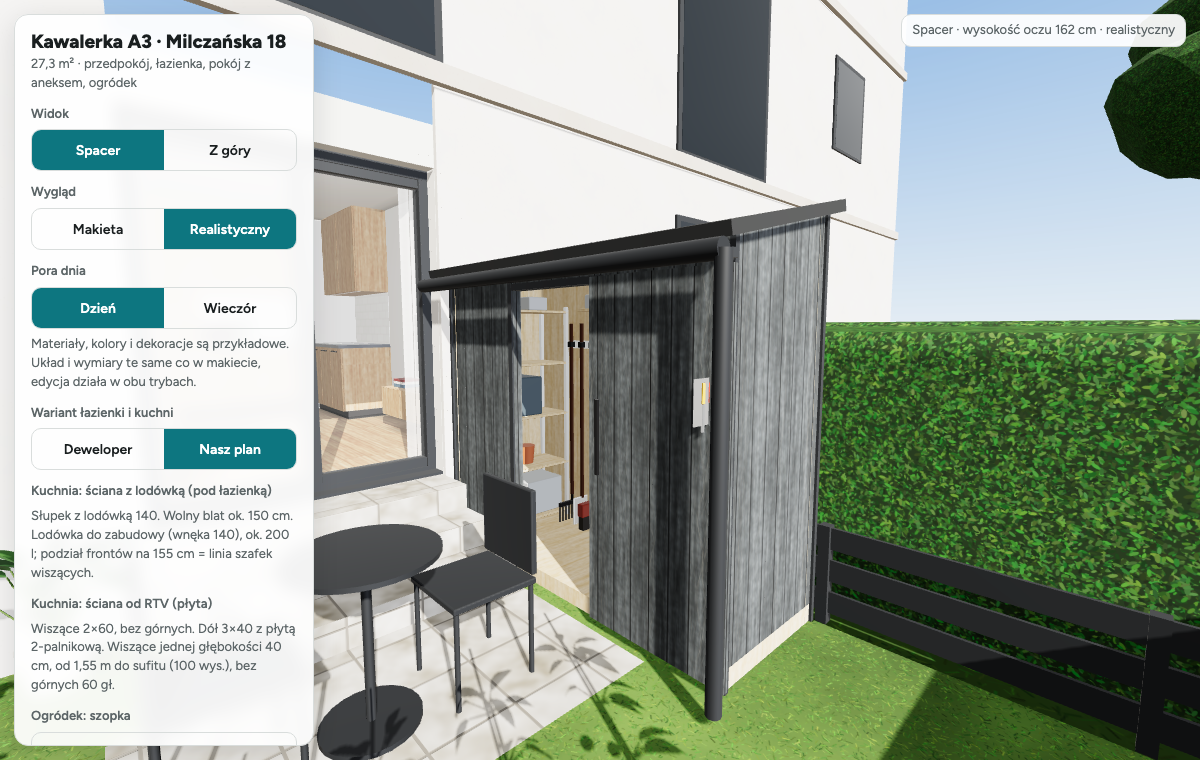 Kawalerka A3 · Milczańska 18
27,3 m² · przedpokój, łazienka, pokój z
aneksem, ogródek
Widok
Spacer
Z góry
Wygląd
Makieta
Realistyczny
Pora dnia
Dzień
Wieczór
Materiały, kolory i dekoracje są przykładowe.
Układ i wymiary te same co w makiecie,
edycja działa w obu trybach.
Wariant łazienki i kuchni
Deweloper
Nasz plan
Kuchnia: ściana z lodówką (pod łazienką)
Słupek z lodówką 140. Wolny blat ok. 150 cm.
Lodówka do zabudowy (wnęka 140), ok. 200
l; podział frontów na 155 cm = linia szafek
wiszących.
Kuchnia: ściana od RTV (płyta)
Wiszące 2×60, bez górnych. Dół 3×40 z płytą
2-palnikową. Wiszące jednej głębokości 40
cm, od 1,55 m do sufitu (100 wys.), bez
górnych 60 gł.
Ogródek: szopka
Spacer · wysokość oczu 162 cm · realistyczny